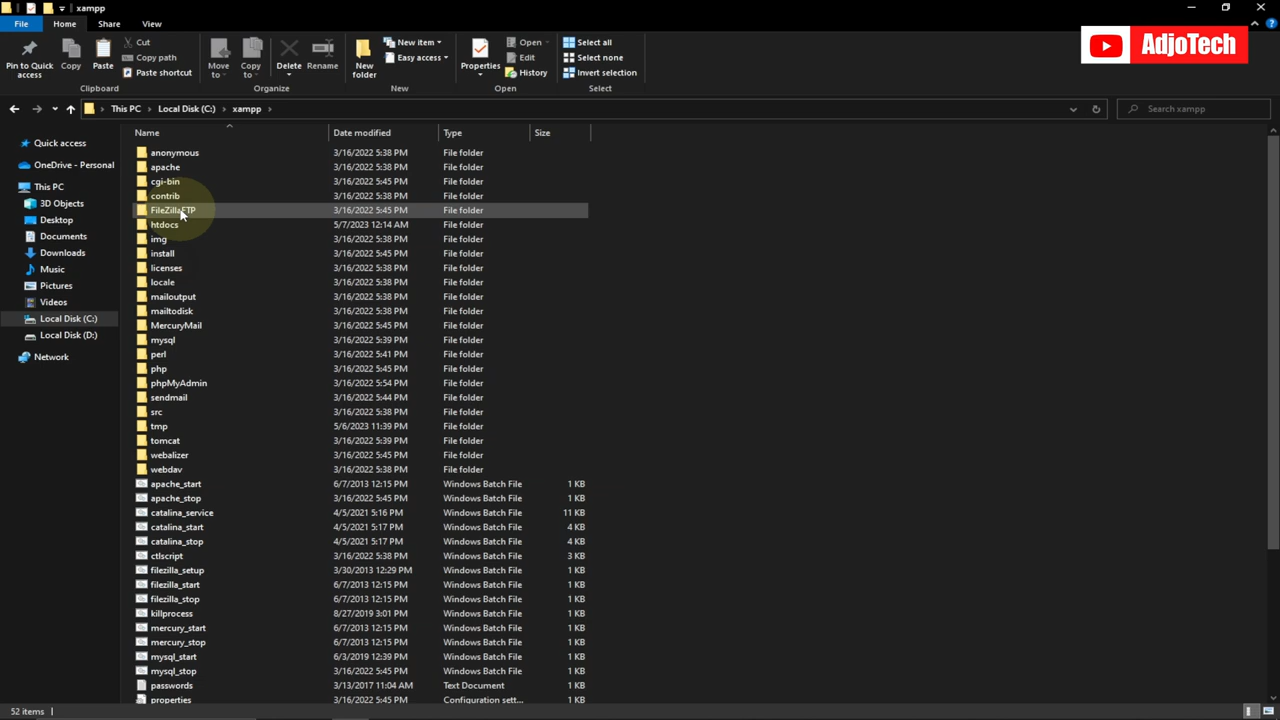 xampp
File Home Share View
Pin to Quick access
Copy
Paste
Cut
Copy path
Paste shortcut
Clipboard
Move to
Copy to
Delete
Rename
Organize
New folder
New item
Easy access
New
Properties
Open
Edit
History
Open
Select all
Select none
Invert selection
Select
AdjoTech
This PC > Local Disk (C:) > xampp >
Search xampp
Quick access
OneDrive - Personal
This PC
3D Objects
Desktop
Documents
Downloads
Music
Pictures
Videos
Local Disk (C:)
Local Disk (D:)
Network
Name Date modified Type Size
anonymous 3/16/2022 5:38 PM File folder
apache 3/16/2022 5:38 PM File folder
cgi-bin 3/16/2022 5:45 PM File folder
contrib 3/16/2022 5:38 PM File folder
FileZillaFTP 3/16/2022 5:45 PM File folder
htdocs 5/7/2023 12:14 AM File folder
img 3/16/2022 5:38 PM File folder
install 3/16/2022 5:45 PM File folder
licenses 3/16/2022 5:38 PM File folder
locale 3/16/2022 5:38 PM File folder
mailoutput 3/16/2022 5:38 PM File folder
mailtodisk 3/16/2022 5:38 PM File folder
MercuryMail 3/16/2022 5:38 PM File folder
mysql 3/16/2022 5:39 PM File folder
perl 3/16/2022 5:41 PM File folder
php 3/16/2022 5:45 PM File folder
phpMyAdmin 3/16/2022 5:54 PM File folder
sendmail 3/16/2022 5:44 PM File folder
src 3/16/2022 5:38 PM File folder
tmp 5/6/2023 11:39 PM File folder
tomcat 3/16/2022 5:39 PM File folder
webalizer 3/16/2022 5:45 PM File folder
webdav 3/16/2022 5:38 PM File folder
apache_start 6/7/2013 12:15 PM Windows Batch File 1 KB
apache_stop 3/16/2022 5:45 PM Windows Batch File 1 KB
catalina_service 4/5/2021 5:16 PM Windows Batch File 11 KB
catalina_start 4/5/2021 5:17 PM Windows Batch File 4 KB
catalina_stop 4/5/2021 5:17 PM Windows Batch File 4 KB
ctlscript 3/16/2022 5:38 PM Windows Batch File 3 KB
filezilla_setup 3/30/2013 12:29 PM Windows Batch File 1 KB
filezilla_start 6/7/2013 12:15 PM Windows Batch File 1 KB
filezilla_stop 6/7/2013 12:15 PM Windows Batch File 1 KB
killprocess 8/27/2019 3:01 PM Windows Batch File 1 KB
mercury_start 6/7/2013 12:15 PM Windows Batch File 1 KB
mercury_stop 6/7/2013 12:15 PM Windows Batch File 1 KB
mysql_start 6/3/2019 12:39 PM Windows Batch File 1 KB
mysql_stop 3/16/2022 5:45 PM Windows Batch File 1 KB
passwords 3/13/2017 11:04 AM Text Document 1 KB
properties 3/16/2022 5:45 PM Configuration sett... 1 KB
52 items